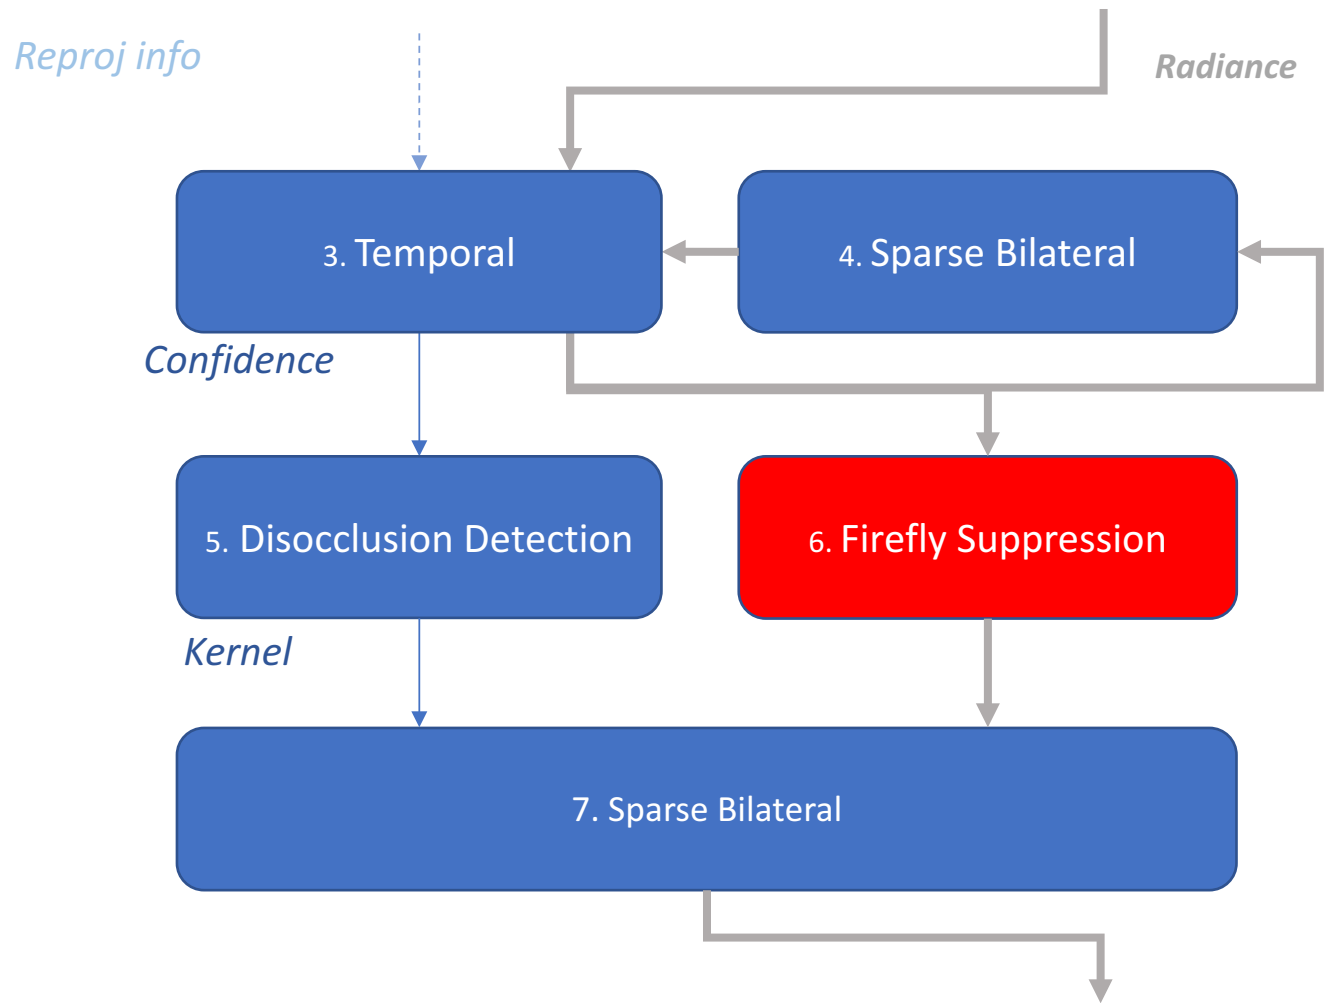 Reproj info
Radiance
3. Temporal
4. Sparse Bilateral
Confidence
5. Disocclusion Detection
6. Firefly Suppression
Kernel
7. Sparse Bilateral